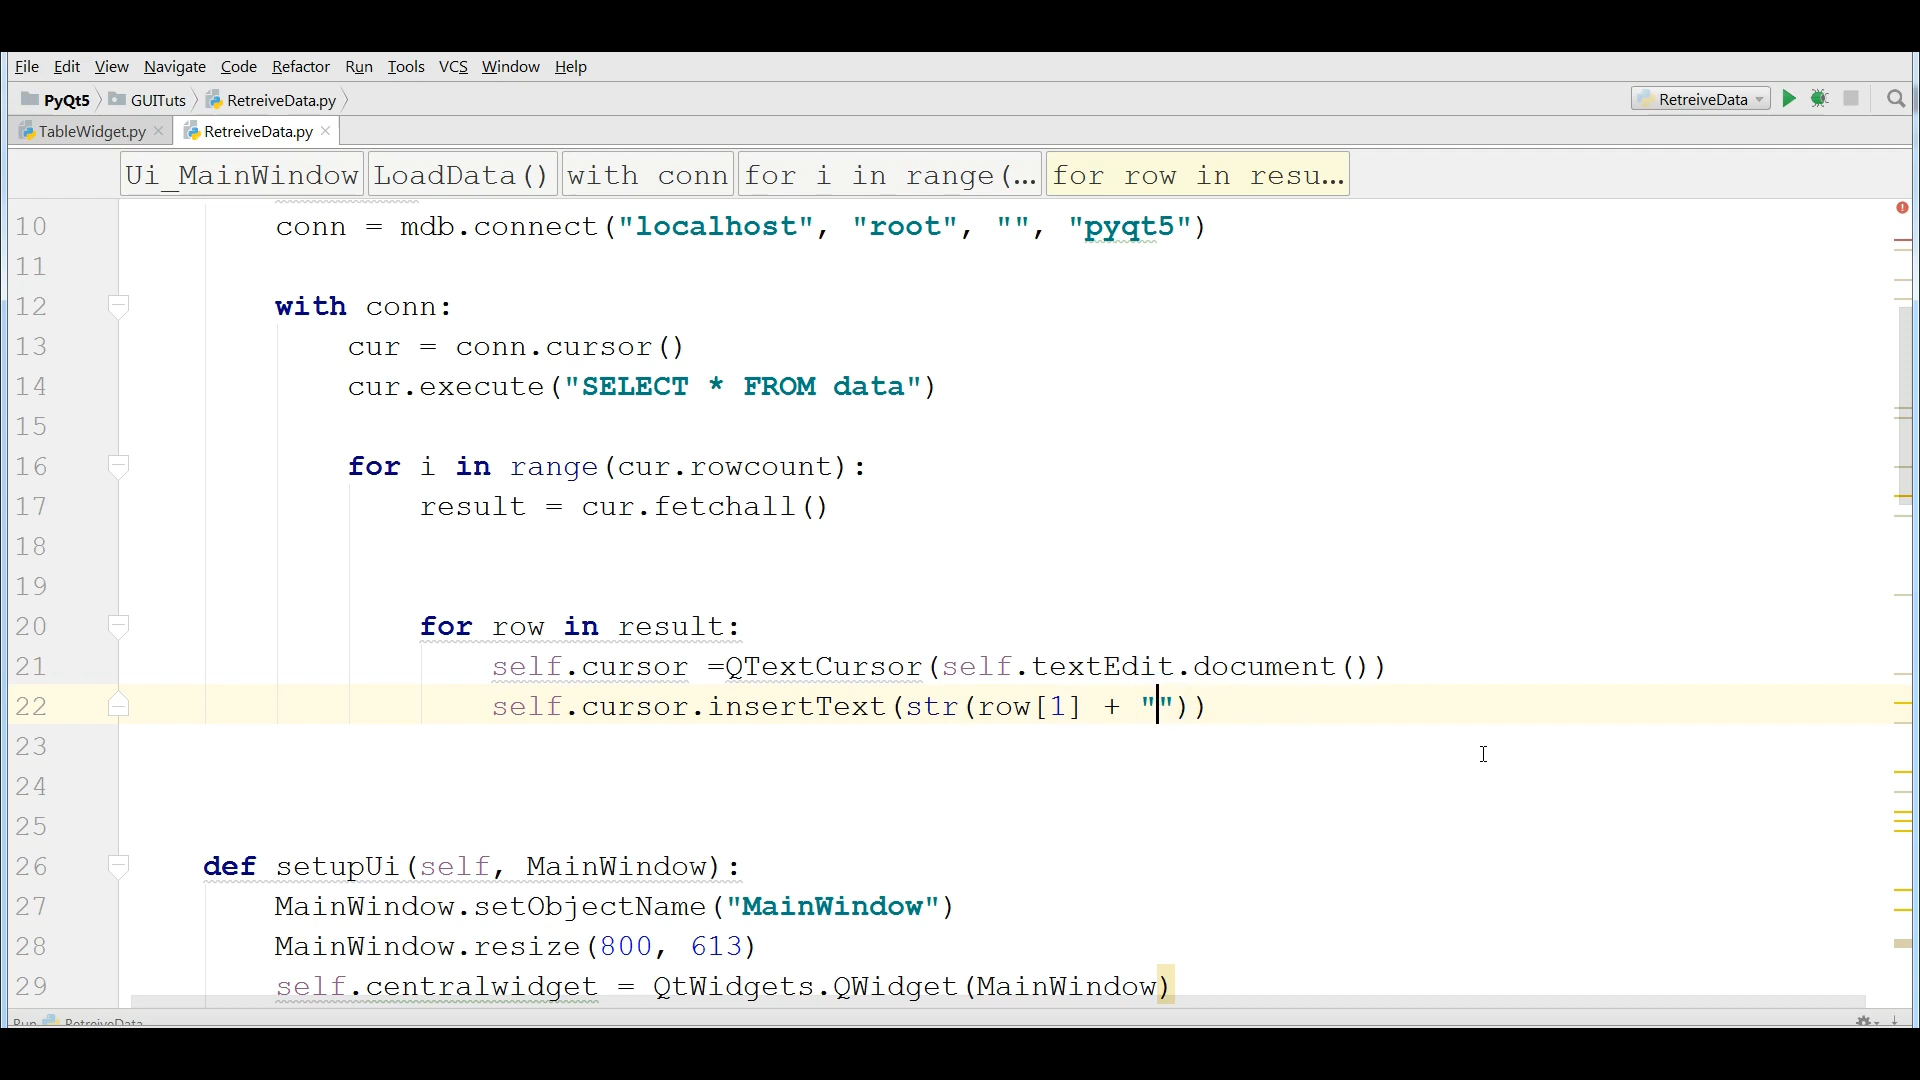 File Edit View Navigate Code Refactor Run Tools VCS Window Help
PyQt5 GUITuts RetreiveData.py RetreiveData
TableWidget.py RetreiveData.py
Ui_MainWindow LoadData() with conn for i in range(... for row in resu...
10 conn = mdb.connect("localhost", "root", "", "pyqt5")
11
12 with conn:
13 cur = conn.cursor()
14 cur.execute("SELECT * FROM data")
15
16 for i in range(cur.rowcount):
17 result = cur.fetchall()
18
19
20 for row in result:
21 self.cursor =QTextCursor(self.textEdit.document())
22 self.cursor.insertText(str(row[1] + ""))
23
24
25
26 def setupUi(self, MainWindow):
27 MainWindow.setObjectName("MainWindow")
28 MainWindow.resize(800, 613)
29 self.centralwidget = QtWidgets.QWidget(MainWindow)
Run RetreiveData